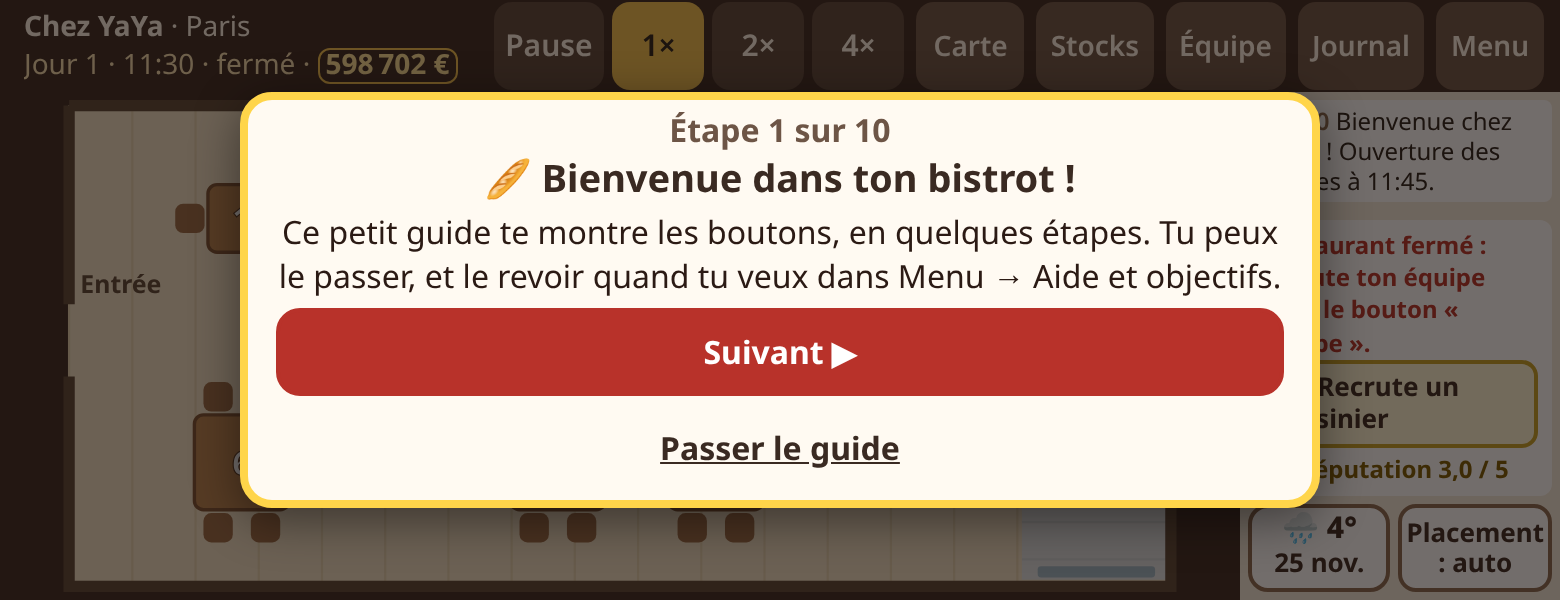 Chez YaYa · Paris
Jour 1 · 11:30 · fermé · 598 702 €
Pause
1×
2×
4×
Carte
Stocks
Équipe
Journal
Menu
Étape 1 sur 10
🥖 Bienvenue dans ton bistrot !
Ce petit guide te montre les boutons, en quelques étapes. Tu peux
le passer, et le revoir quand tu veux dans Menu → Aide et objectifs.
Suivant ▶
Passer le guide
Entrée
Bienvenue chez
! Ouverture des
à 11:45.
fermé :
ton équipe
le bouton «
».
Recrute un
4°
25 nov.
3,0 / 5
Placement
: auto